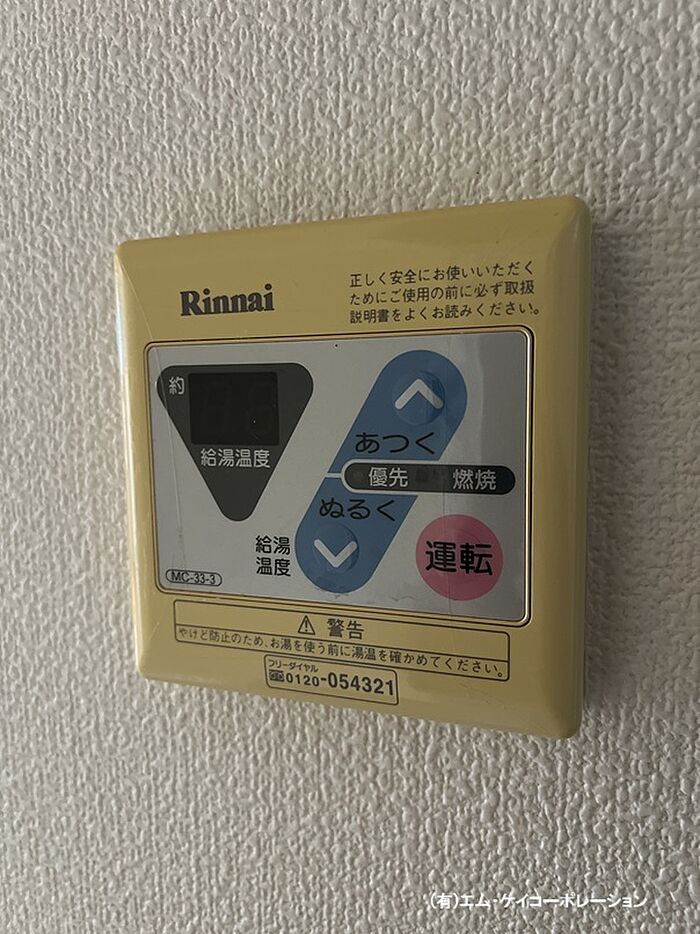 Rinnai
正しく安全にお使いいただく
ためにご使用の前に必ず取扱
説明書をよくお読みください。
約
給湯温度
あつく
優先 燃焼
ぬるく
給湯
温度
運転
MC-33-3
⚠ 警告
やけど防止のため、お湯を使う前に湯温を確かめてください。
フリーダイヤル
0120-054321
(有)エム・ケイコーポレーション